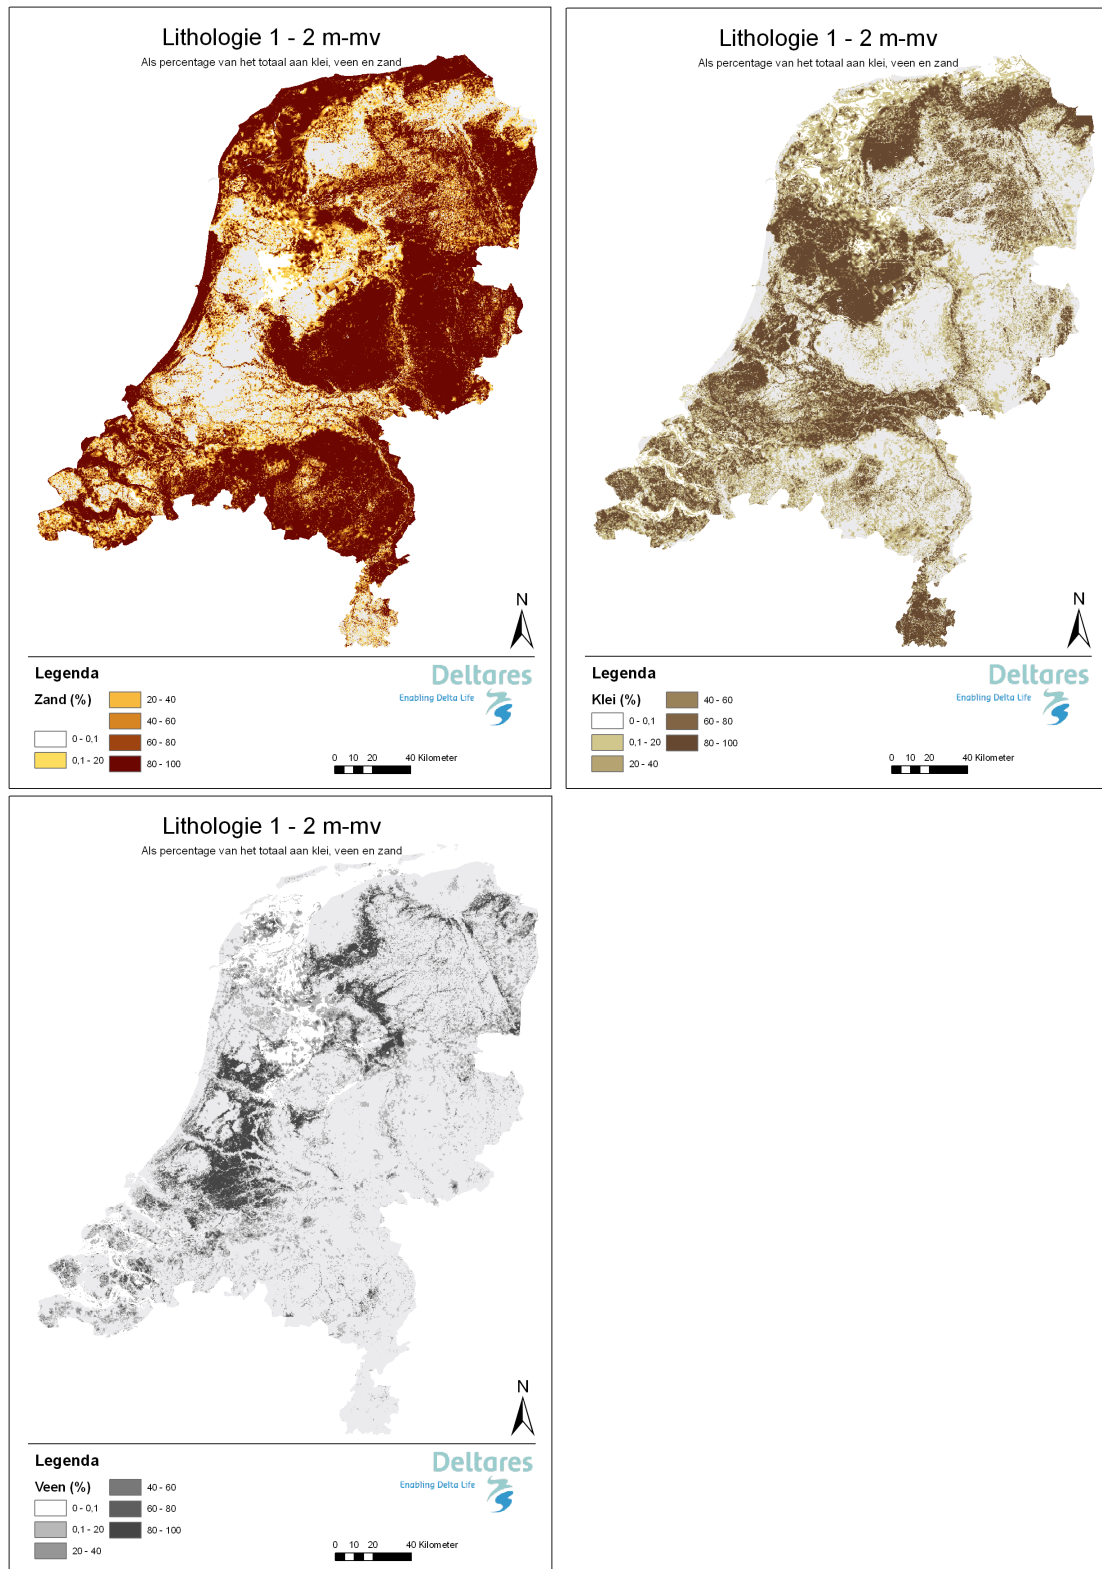 Lithologie 1 - 2 m-mv
Als percentage van het totaal aan klei, veen en zand
N
Legenda
Zand (%)
0 - 0,1
0,1 - 20
20 - 40
40 - 60
60 - 80
80 - 100
Deltares
Enabling Delta Life
0 10 20 40 Kilometer
Lithologie 1 - 2 m-mv
Als percentage van het totaal aan klei, veen en zand
N
Legenda
Klei (%)
0 - 0,1
0,1 - 20
20 - 40
40 - 60
60 - 80
80 - 100
Deltares
Enabling Delta Life
0 10 20 40 Kilometer
Lithologie 1 - 2 m-mv
Als percentage van het totaal aan klei, veen en zand
N
Legenda
Veen (%)
0 - 0,1
0,1 - 20
20 - 40
40 - 60
60 - 80
80 - 100
Deltares
Enabling Delta Life
0 10 20 40 Kilometer